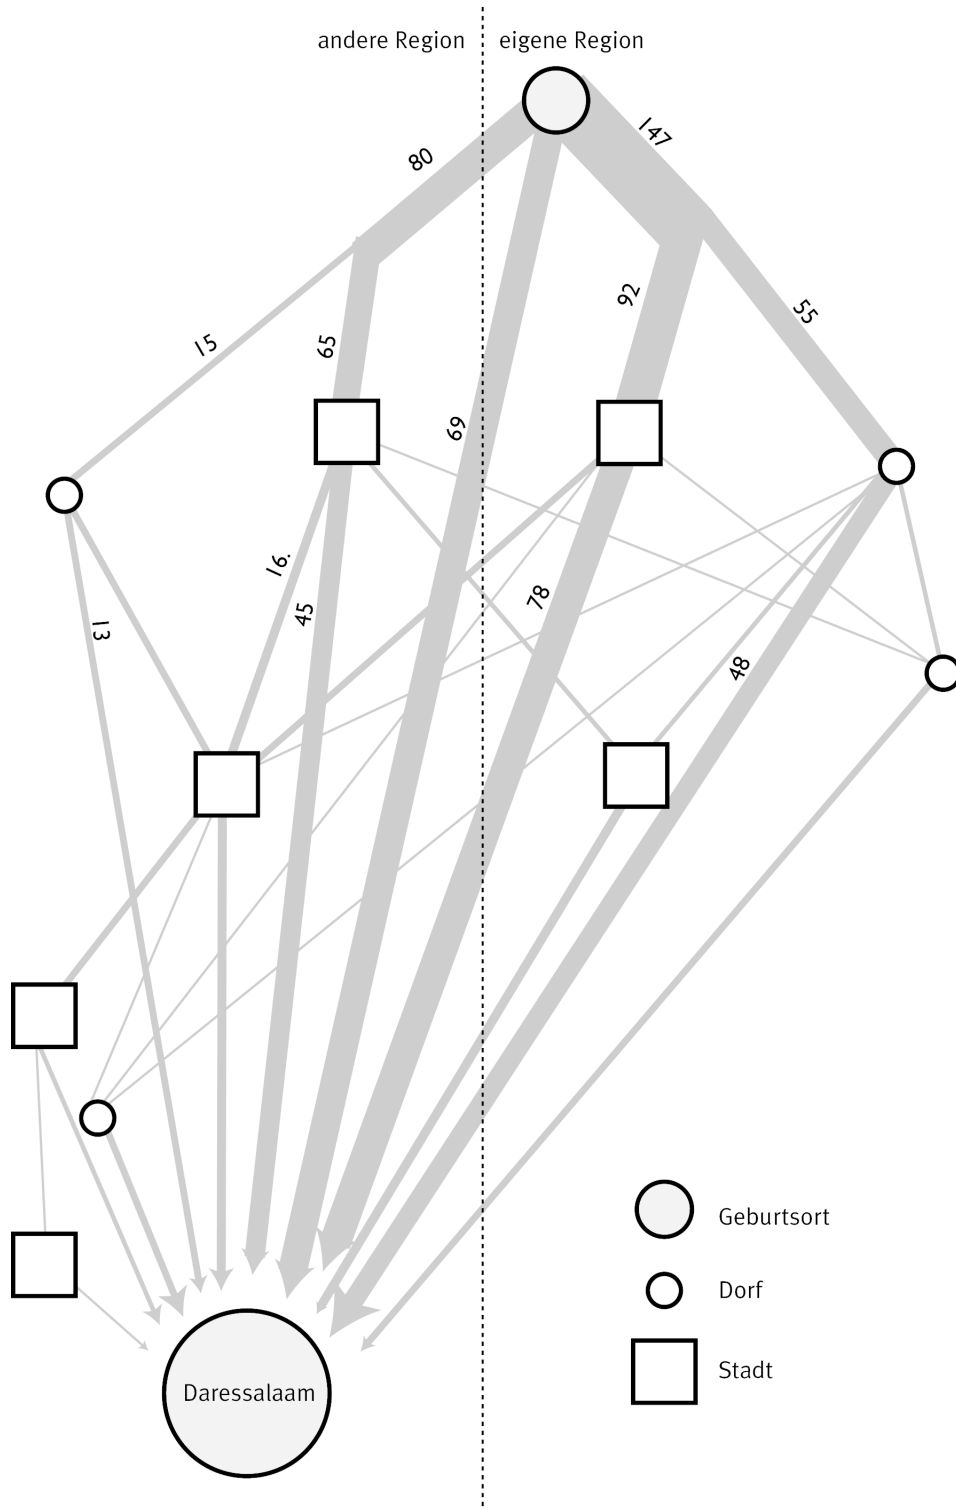 andere Region
eigene Region
147
80
92
55
15
65
69
16.
45
78
13
48
Geburtsort
Dorf
Stadt
Daressalaam